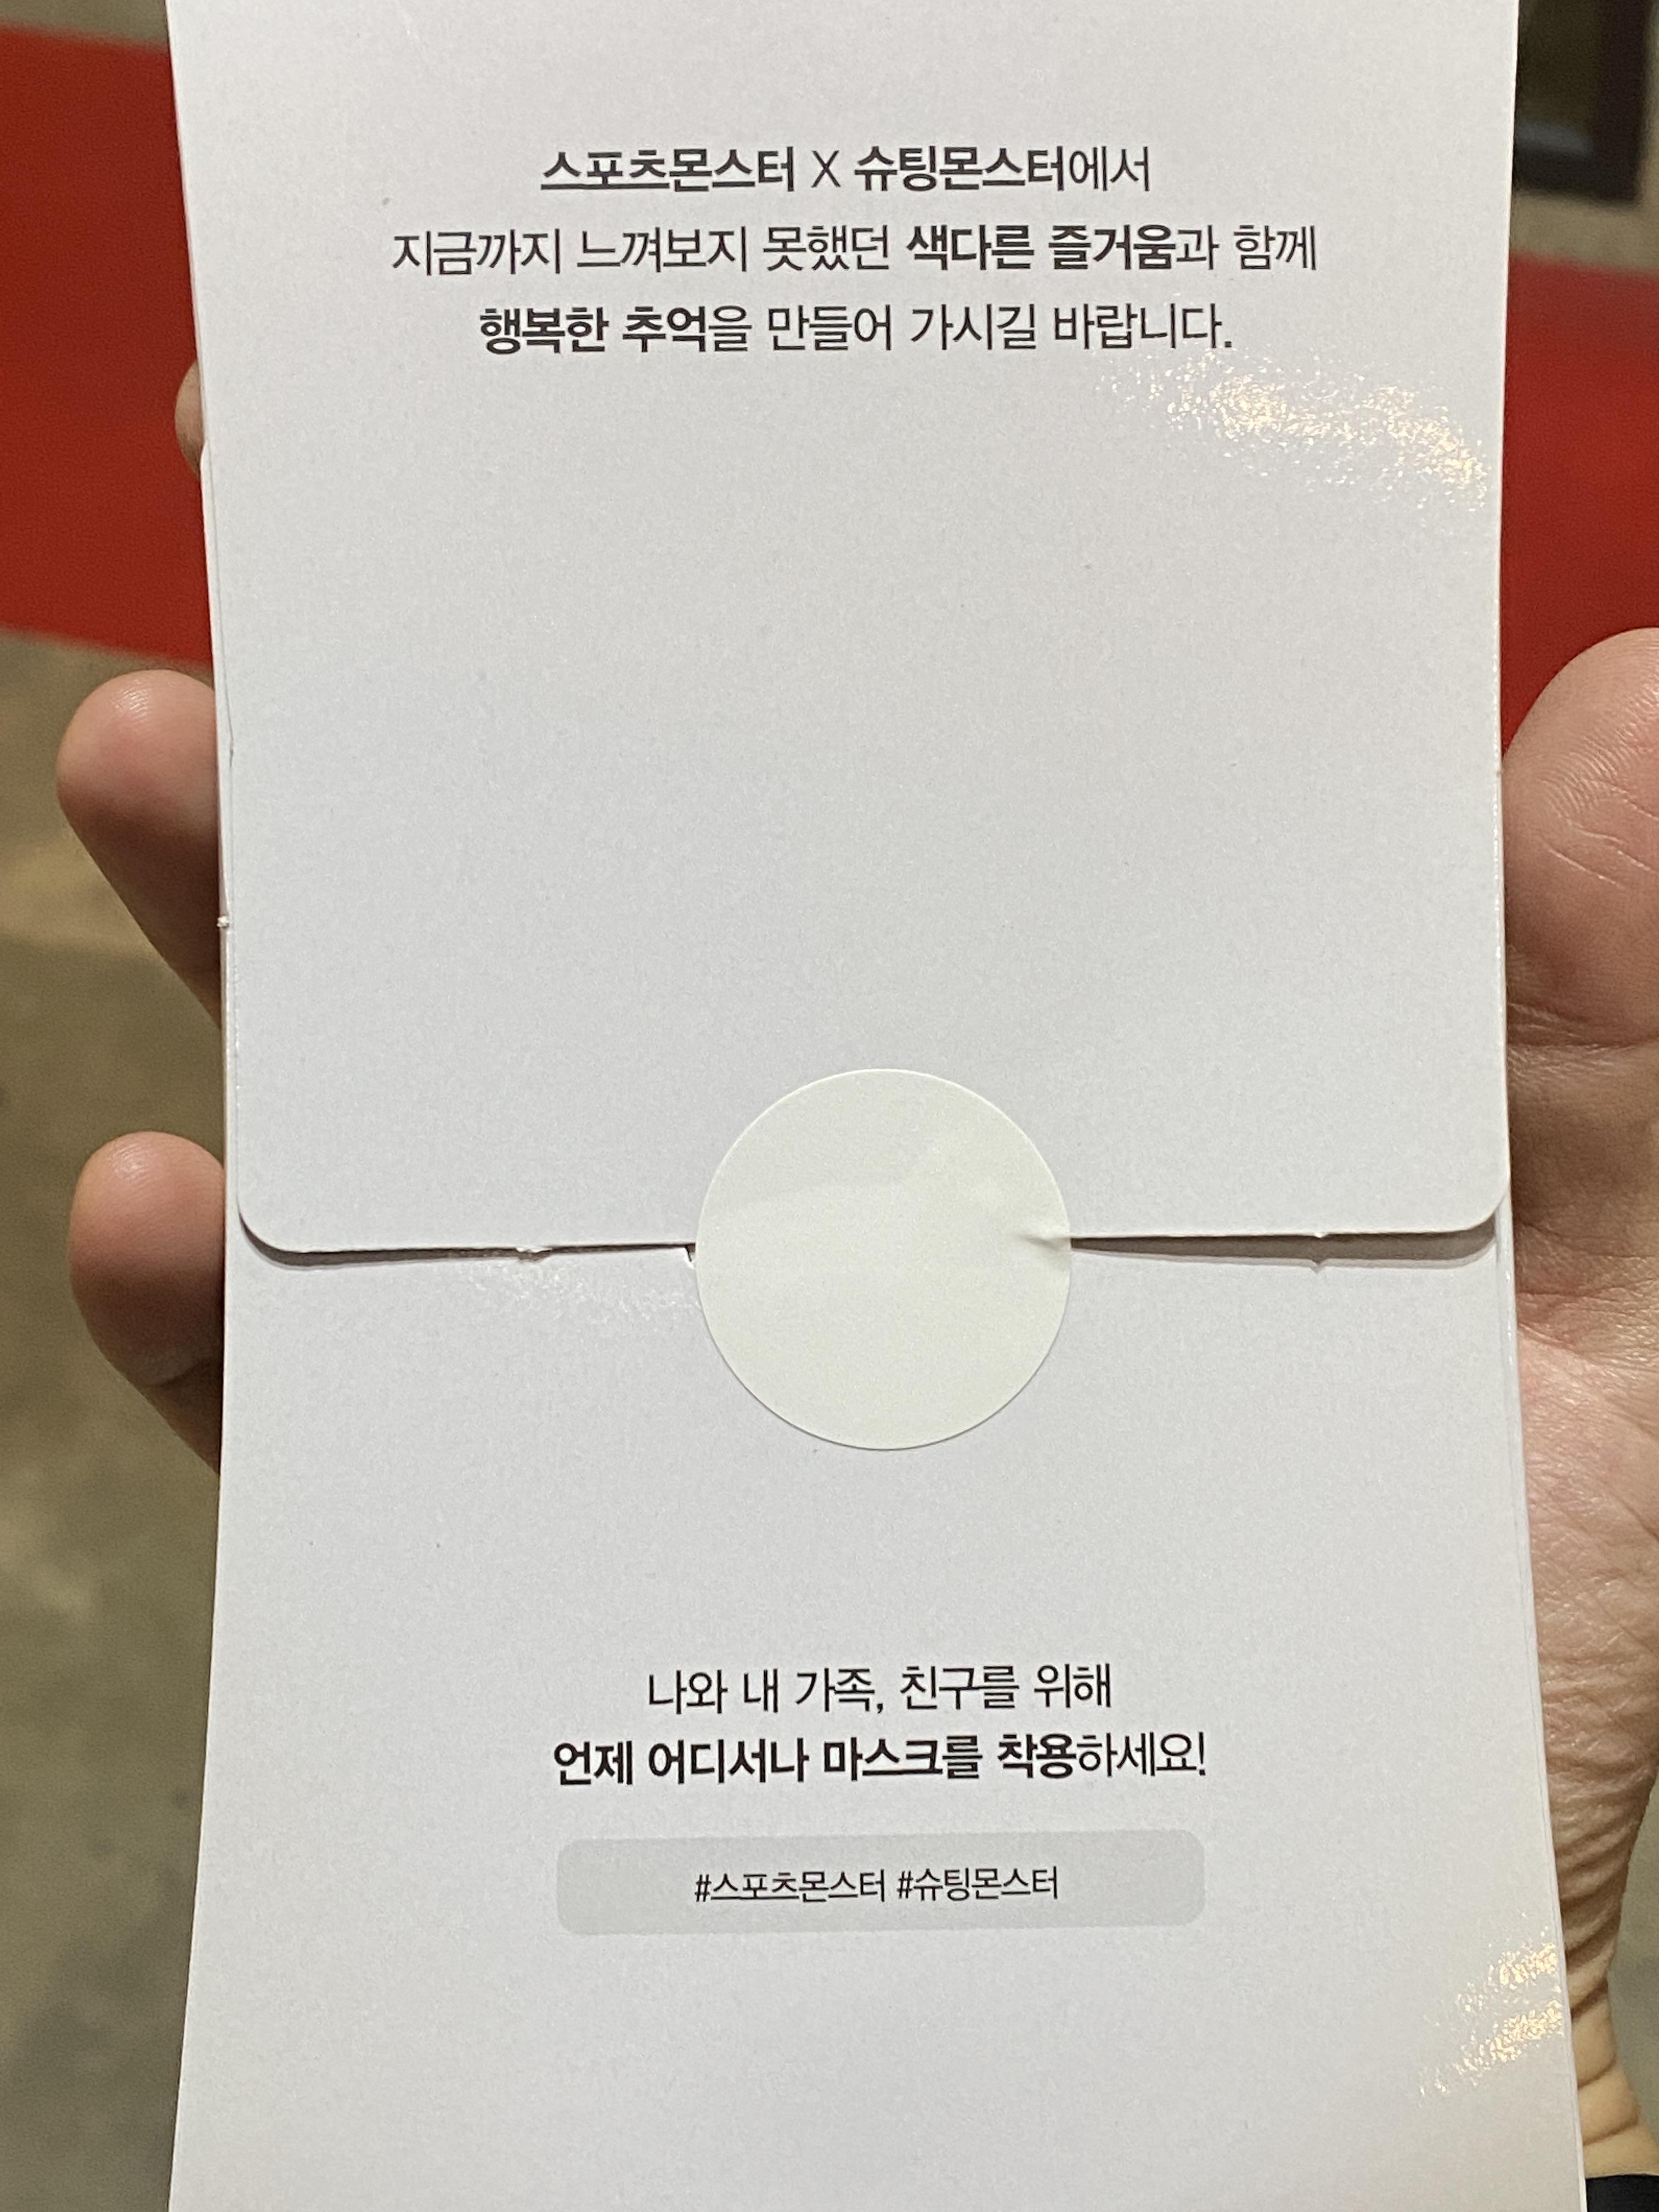 스포츠몬스터 X 슈팅몬스터에서
지금까지 느껴보지 못했던 색다른 즐거움과 함께
행복한 추억을 만들어 가시길 바랍니다.
나와 내 가족, 친구를 위해
언제 어디서나 마스크를 착용하세요!
#스포츠몬스터 #슈팅몬스터